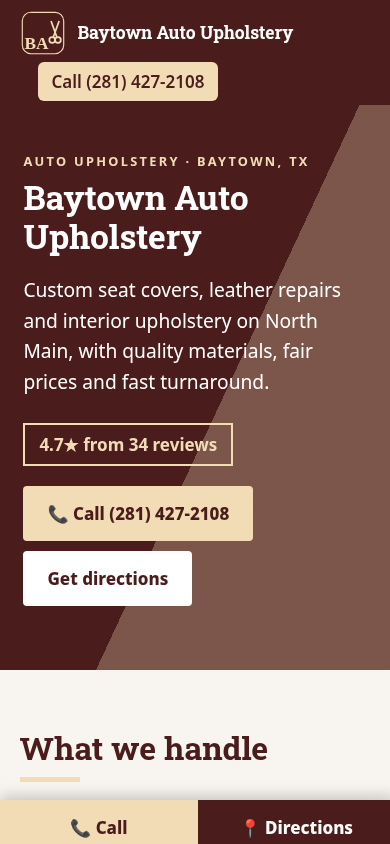 BA
Baytown Auto Upholstery
Call (281) 427-2108
AUTO UPHOLSTERY · BAYTOWN, TX
Baytown Auto
Upholstery
Custom seat covers, leather repairs
and interior upholstery on North
Main, with quality materials, fair
prices and fast turnaround.
4.7★ from 34 reviews
📞 Call (281) 427-2108
Get directions
What we handle
📞 Call
📍 Directions